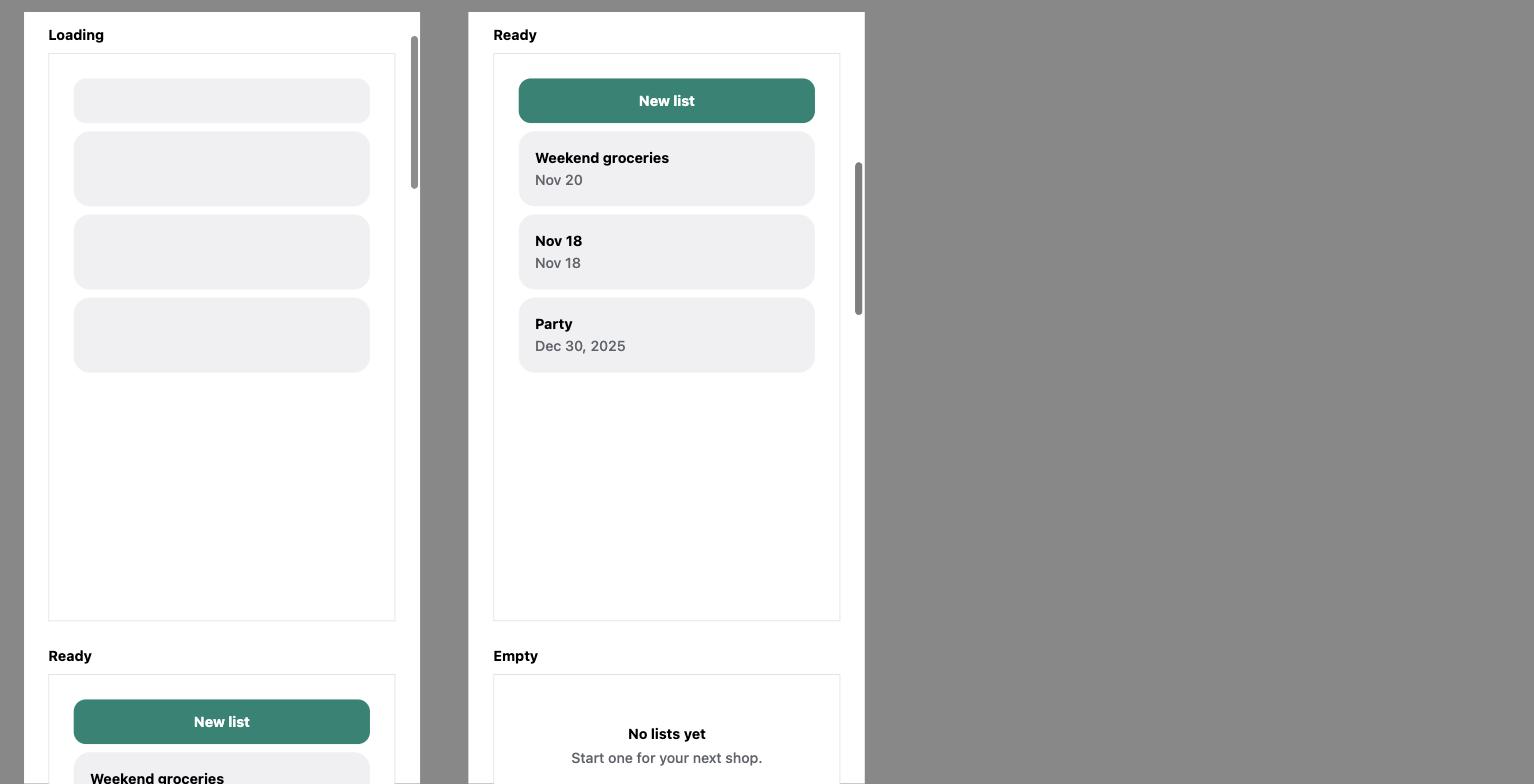 Loading
Ready
New list
Weekend groceries
Ready
New list
Weekend groceries
Nov 20
Nov 18
Nov 18
Party
Dec 30, 2025
Empty
No lists yet
Start one for your next shop.